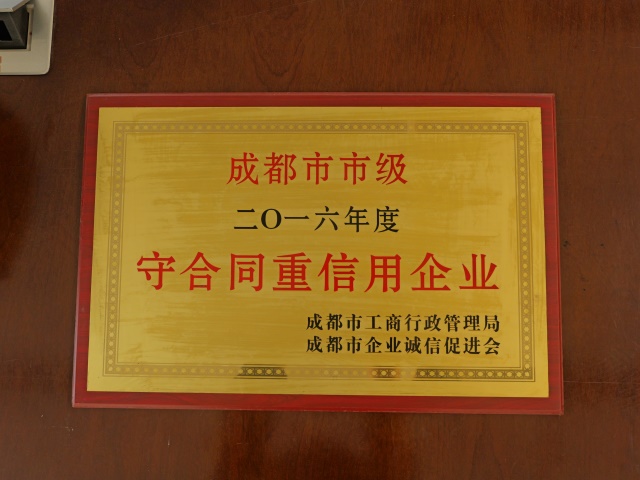 成都市市级
二〇一六年度
守合同重信用企业
成都市工商行政管理局
成都市企业诚信促进会